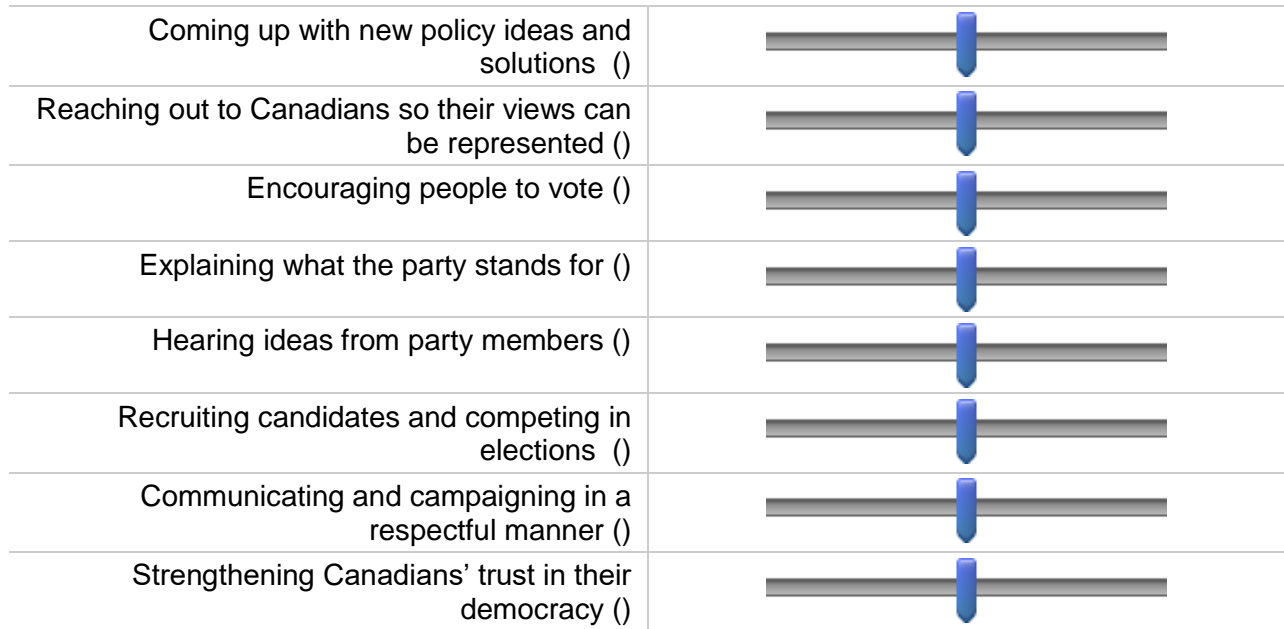 Coming up with new policy ideas and
solutions ()
Reaching out to Canadians so their views can
be represented ()
Encouraging people to vote ()
Explaining what the party stands for ()
Hearing ideas from party members ()
Recruiting candidates and competing in
elections ()
Communicating and campaigning in a
respectful manner ()
Strengthening Canadians’ trust in their
democracy ()